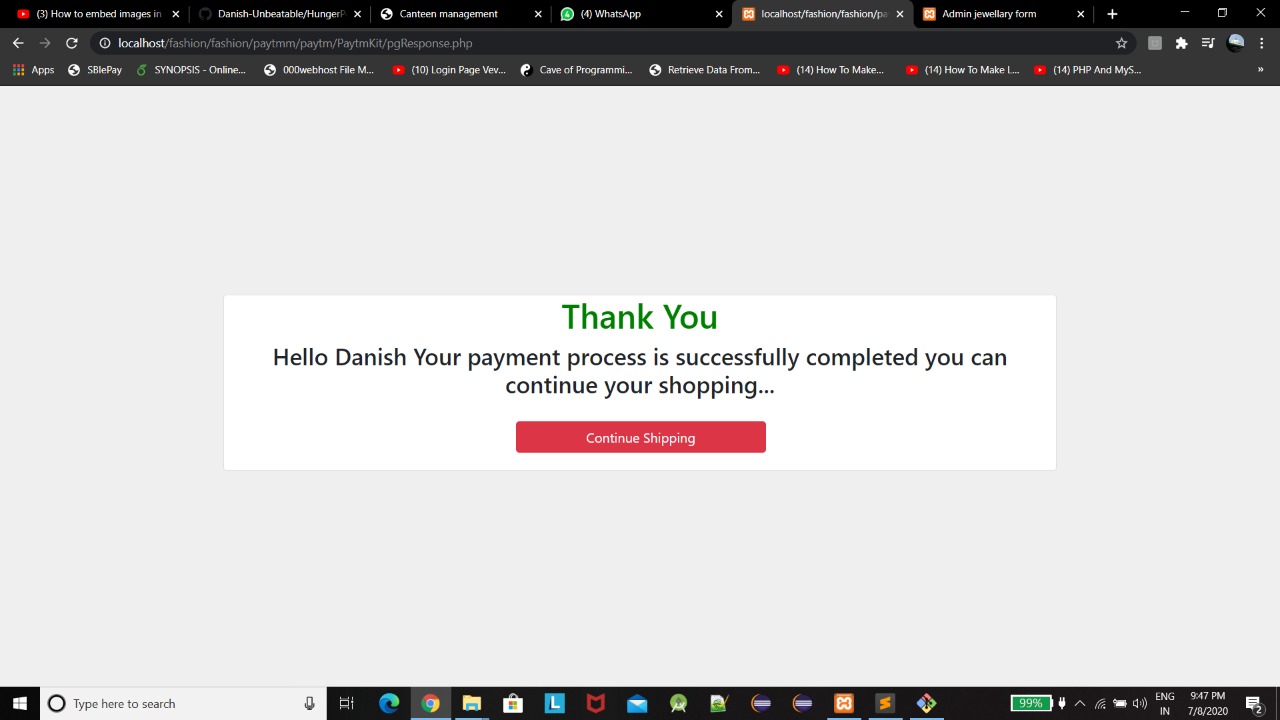 (3) How to embed images in
Danish-Unbeatable/HungerP
Canteen management
(4) WhatsApp
localhost/fashion/fashion/pa
Admin jewellary form
localhost/fashion/fashion/paytmm/paytm/PaytmKit/pgResponse.php
Apps
SBlePay
SYNOPSIS - Online...
000webhost File M...
(10) Login Page Vev...
Cave of Programmi...
Retrieve Data From...
(14) How To Make...
(14) How To Make L...
(14) PHP And MyS...
»
Thank You
Hello Danish Your payment process is successfully completed you can
continue your shopping...
Continue Shipping
Type here to search
L
99%
ENG
IN
9:47 PM
7/8/2020
2